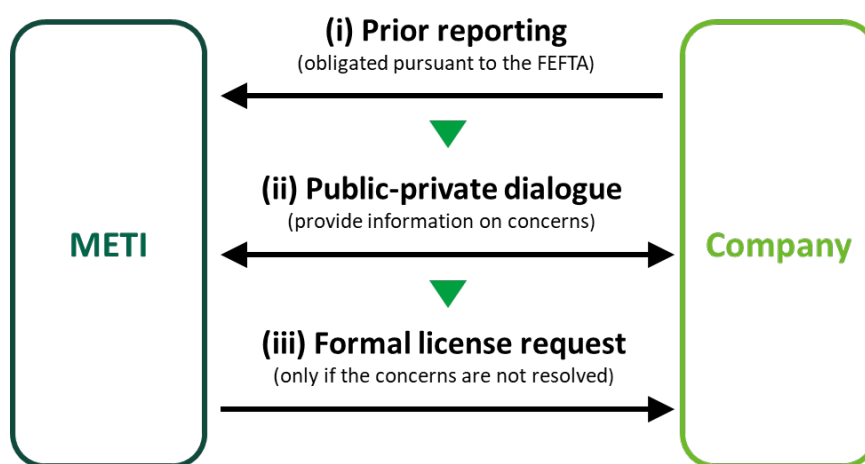 (i) Prior reporting
(obligated pursuant to the FEFTA)
(ii) Public-private dialogue
(provide information on concerns)
METI
Company
(iii) Formal license request
(only if the concerns are not resolved)